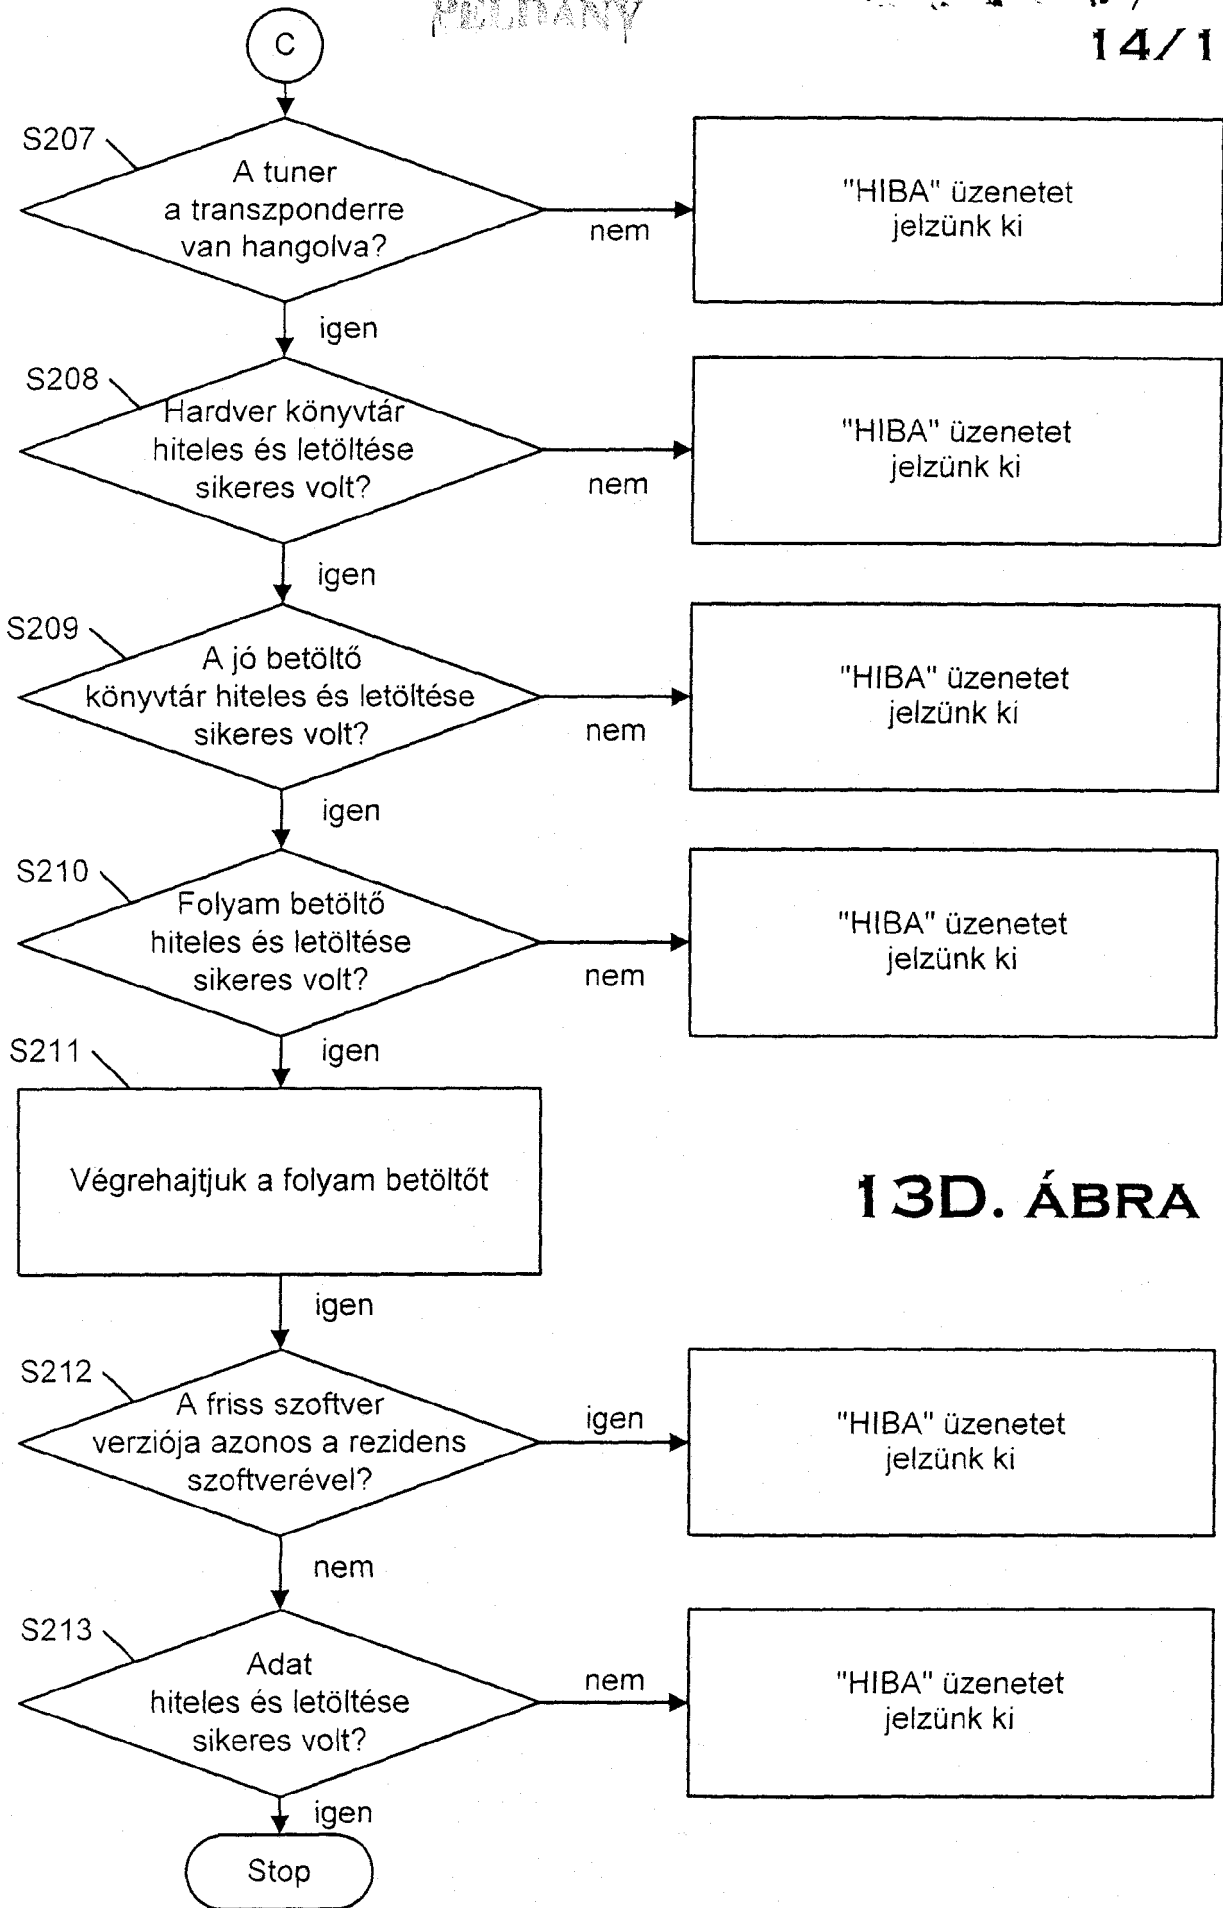 PÉLDÁNY
14/1
C
S207
A tuner
a transzponderre
van hangolva?
nem
"HIBA" üzenetet
jelzünk ki
igen
S208
Hardver könyvtár
hiteles és letöltése
sikeres volt?
nem
"HIBA" üzenetet
jelzünk ki
igen
S209
A jó betöltő
könyvtár hiteles és letöltése
sikeres volt?
nem
"HIBA" üzenetet
jelzünk ki
igen
S210
Folyam betöltő
hiteles és letöltése
sikeres volt?
nem
"HIBA" üzenetet
jelzünk ki
igen
S211
Végrehajtjuk a folyam betöltőt
13D. ÁBRA
igen
S212
A friss szoftver
verziója azonos a rezidens
szoftverével?
igen
"HIBA" üzenetet
jelzünk ki
nem
S213
Adat
hiteles és letöltése
sikeres volt?
nem
"HIBA" üzenetet
jelzünk ki
igen
Stop